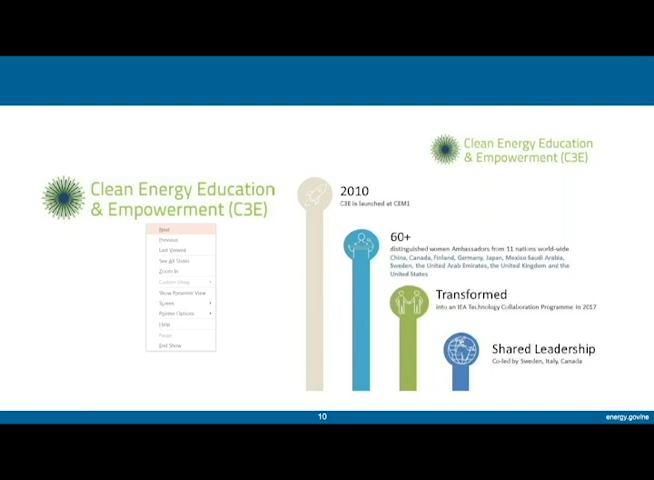 Clean Energy Education
& Empowerment (C3E)
Clean Energy Education
& Empowerment (C3E)
Next
Previous
Last Viewed
See All Slides
Zoom In
Custom Show
Show Presenter View
Screen
Pointer Options
Help
Pause
End Show
2010
C3E is launched at CEM1
60+
distinguished women Ambassadors from 11 nations world-wide
China, Canada, Finland, Germany, Japan, Mexico Saudi Arabia,
Sweden, the United Arab Emirates, the United Kingdom and the
United States
Transformed
into an IEA Technology Collaboration Programme in 2017
Shared Leadership
Co-led by Sweden, Italy, Canada
10
energy.gov/ne